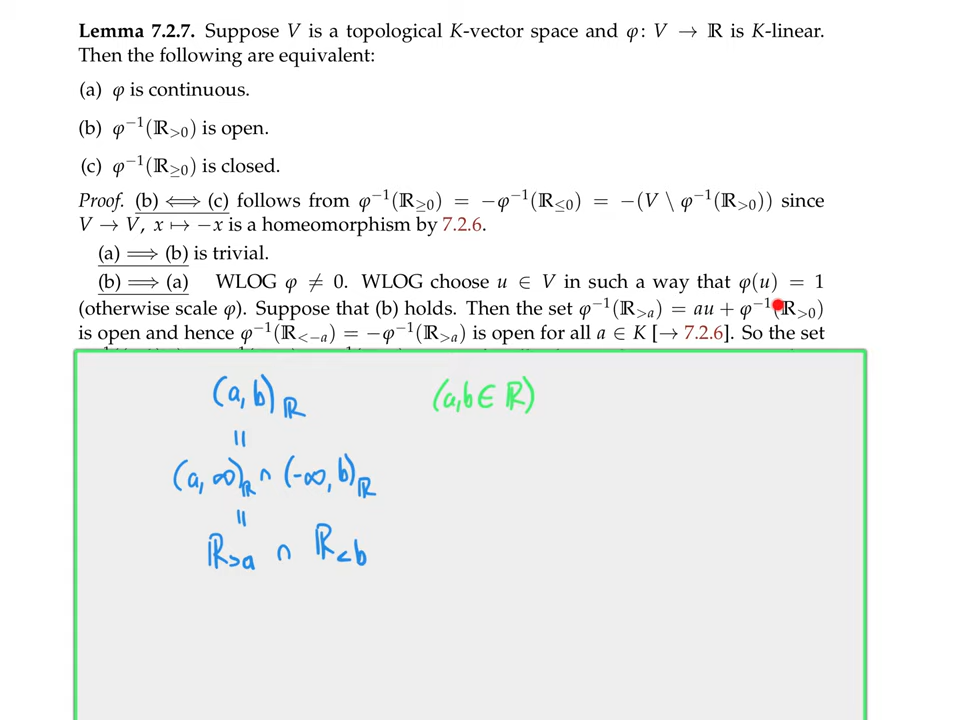 Lemma 7.2.7. Suppose V is a topological K-vector space and φ: V → ℝ is K-linear.
Then the following are equivalent:
(a) φ is continuous.
(b) φ⁻¹(ℝ>0) is open.
(c) φ⁻¹(ℝ≥0) is closed.
Proof. (b) ⟺ (c) follows from φ⁻¹(ℝ≥0) = −φ⁻¹(ℝ≤0) = −(V \ φ⁻¹(ℝ>0)) since
V → V, x ↦ −x is a homeomorphism by 7.2.6.
(a) ⟹ (b) is trivial.
(b) ⟹ (a) WLOG φ ≠ 0. WLOG choose u ∈ V in such a way that φ(u) = 1
(otherwise scale φ). Suppose that (b) holds. Then the set φ⁻¹(ℝ>a) = au + φ⁻¹(ℝ>0)
is open and hence φ⁻¹(ℝ<−a) = −φ⁻¹(ℝ>a) is open for all a ∈ K [→ 7.2.6]. So the set
(a, b)ℝ (a,b ∈ ℝ)
=
(a, ∞)ℝ ∩ (-∞, b)ℝ
=
ℝ>a ∩ ℝ<b